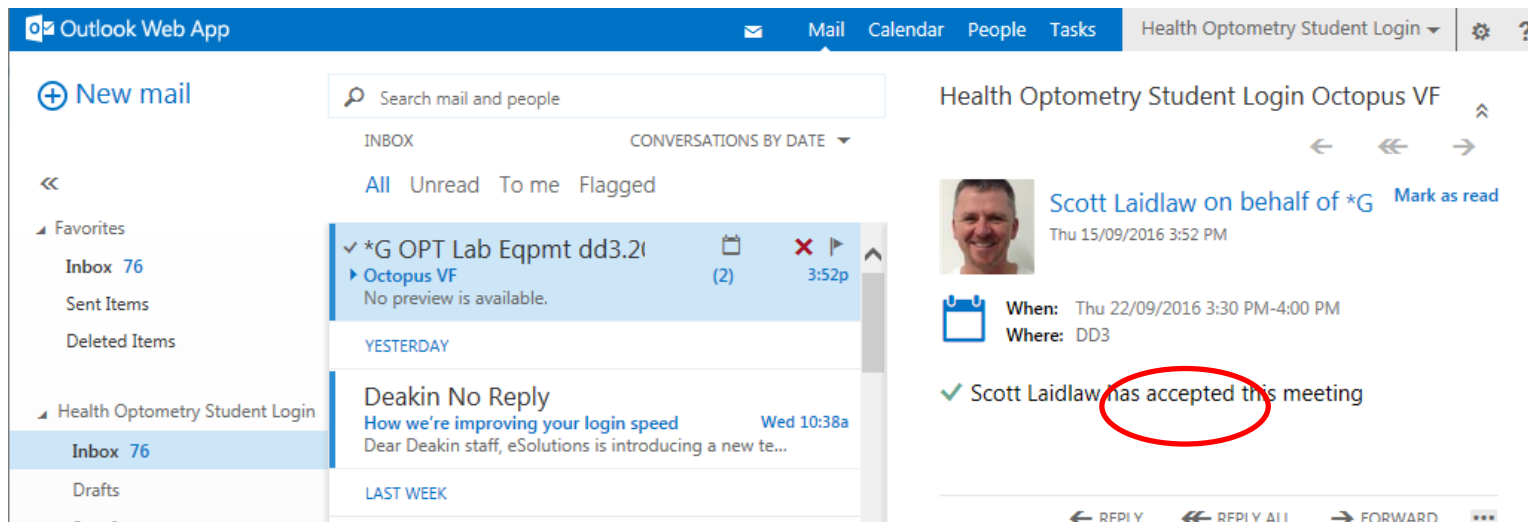 Outlook Web App
Mail Calendar People Tasks Health Optometry Student Login
?
New mail
Favorites
Inbox 76
Sent Items
Deleted Items
Health Optometry Student Login
Inbox 76
Drafts
Search mail and people
INBOX CONVERSATIONS BY DATE
All Unread To me Flagged
*G OPT Lab Eqpmt dd3.2
Octopus VF (2) 3:52p
No preview is available.
YESTERDAY
Deakin No Reply
How we're improving your login speed Wed 10:38a
Dear Deakin staff, eSolutions is introducing a new te...
LAST WEEK
Health Optometry Student Login Octopus VF
Scott Laidlaw on behalf of *G Mark as read
Thu 15/09/2016 3:52 PM
When: Thu 22/09/2016 3:30 PM-4:00 PM
Where: DD3
Scott Laidlaw has accepted this meeting
REPLY REPLY ALL FORWARD ...